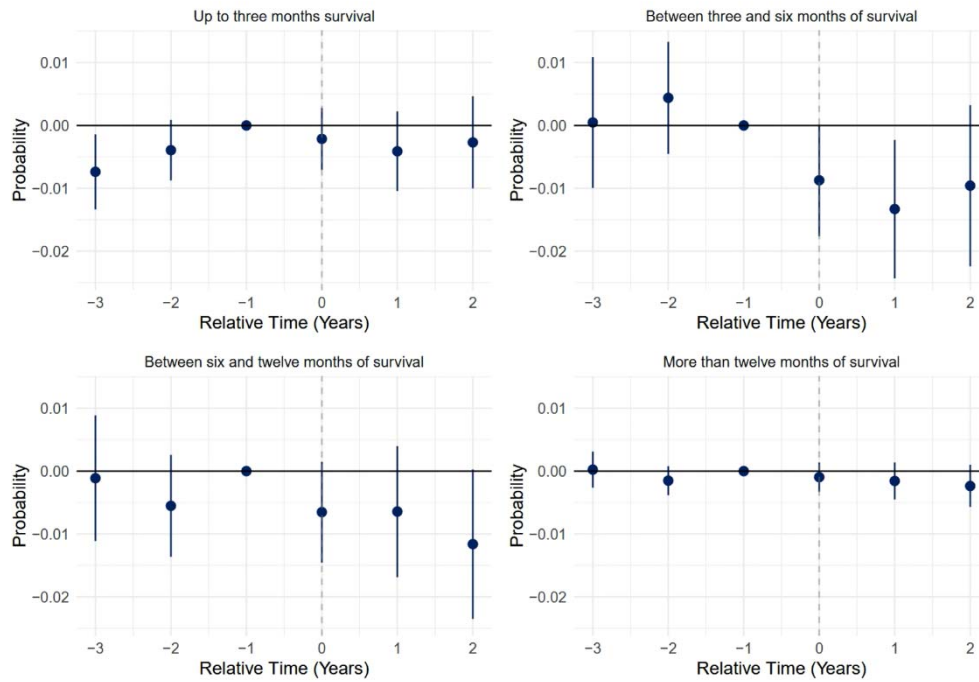 Up to three months survival
0.01
0.00
−0.01
−0.02
Probability
−3 −2 −1 0 1 2
Relative Time (Years)
Between three and six months of survival
0.01
0.00
−0.01
−0.02
Probability
−3 −2 −1 0 1 2
Relative Time (Years)
Between six and twelve months of survival
0.01
0.00
−0.01
−0.02
Probability
−3 −2 −1 0 1 2
Relative Time (Years)
More than twelve months of survival
0.01
0.00
−0.01
−0.02
Probability
−3 −2 −1 0 1 2
Relative Time (Years)